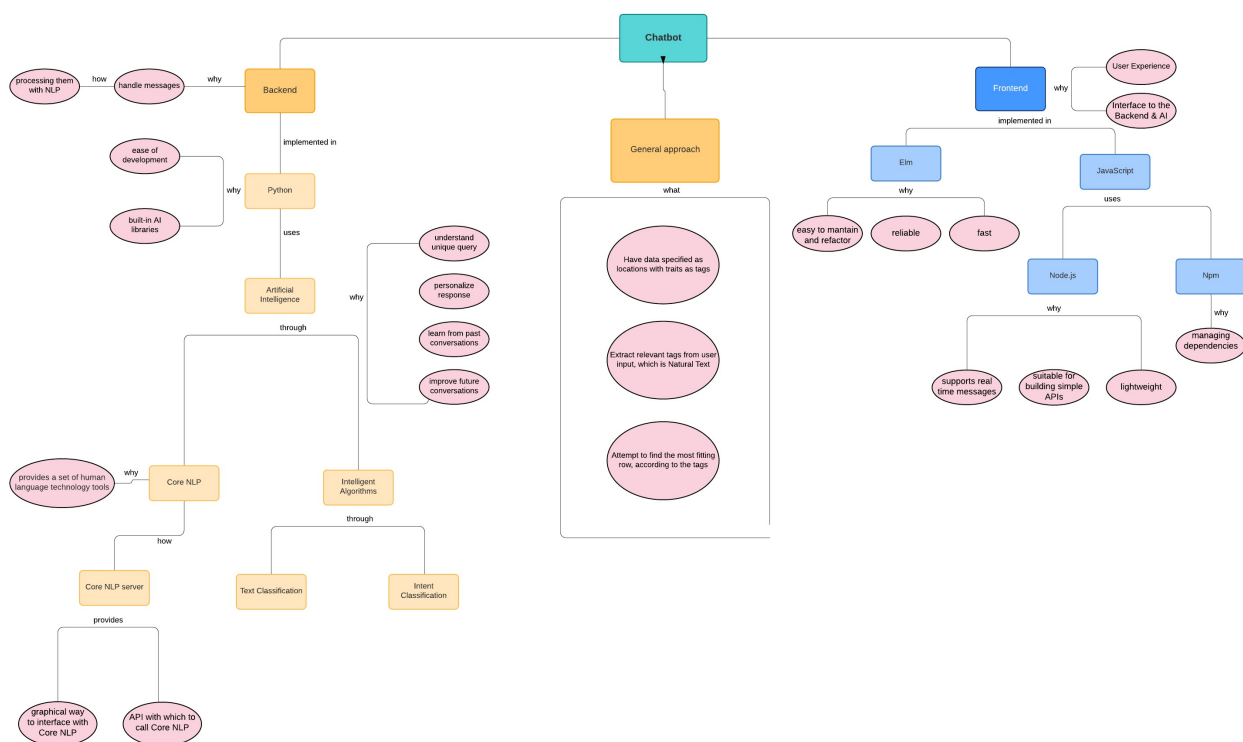 Chatbot
Backend
why
handle messages
how
processing them
with NLP
implemented in
Python
why
ease of
development
built-in AI
libraries
uses
Artificial
Intelligence
why
understand
unique query
personalize
response
learn from past
conversations
improve future
conversations
through
Core NLP
why
provides a set of human
language technology tools
how
Core NLP server
provides
graphical way
to interface with
Core NLP
API with which to
call Core NLP
Intelligent
Algorithms
through
Text Classification
Intent
Classification
General approach
what
Have data specified as
locations with traits as tags
Extract relevant tags from user
input, which is Natural Text
Attempt to find the most fitting
row, according to the tags
Frontend
why
User Experience
Interface to the
Backend & AI
implemented in
Elm
why
easy to mantain
and refactor
reliable
fast
JavaScript
uses
Node.js
why
supports real
time messages
suitable for
building simple
APIs
lightweight
Npm
why
managing
dependencies